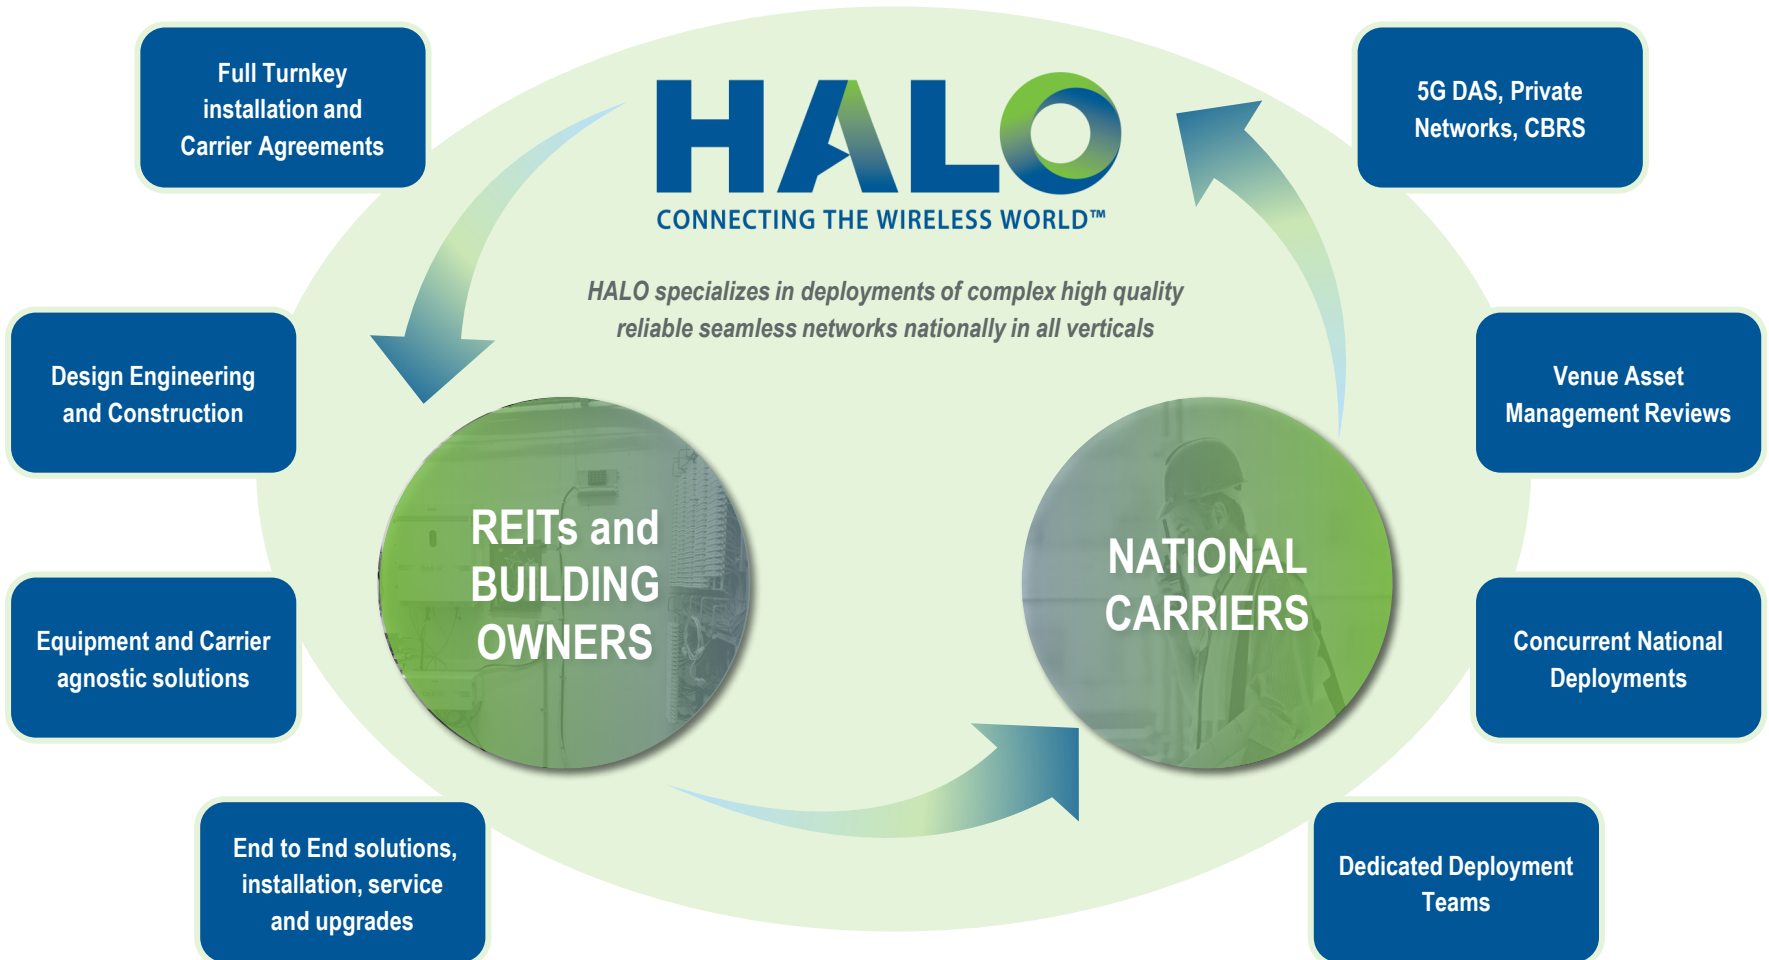 HALO
CONNECTING THE WIRELESS WORLD™
HALO specializes in deployments of complex high quality
reliable seamless networks nationally in all verticals
Full Turnkey
installation and
Carrier Agreements
Design Engineering
and Construction
Equipment and Carrier
agnostic solutions
End to End solutions,
installation, service
and upgrades
REITs and
BUILDING
OWNERS
NATIONAL
CARRIERS
5G DAS, Private
Networks, CBRS
Venue Asset
Management Reviews
Concurrent National
Deployments
Dedicated Deployment
Teams